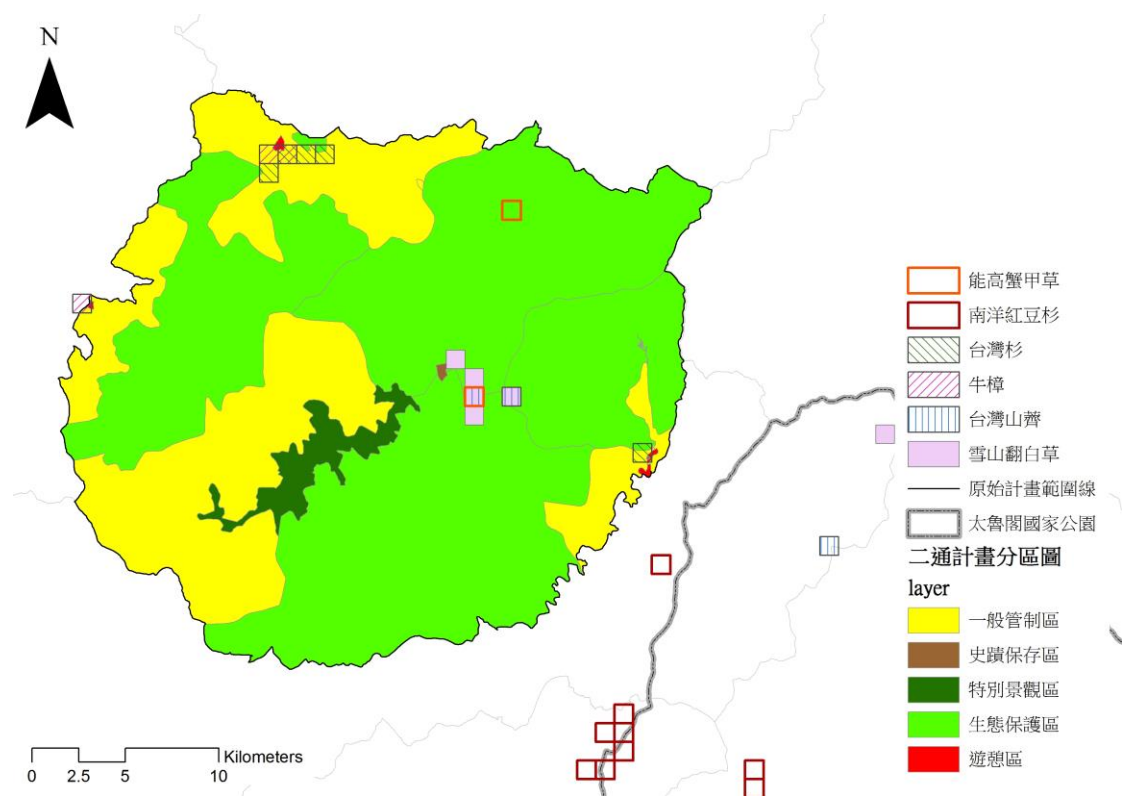 N
能高蟹甲草
南洋紅豆杉
台灣杉
牛樟
台灣山薺
雪山翻白草
原始計畫範圍線
太魯閣國家公園
二通計畫分區圖
layer
一般管制區
史蹟保存區
特別景觀區
生態保護區
遊憩區
Kilometers
0 2.5 5 10